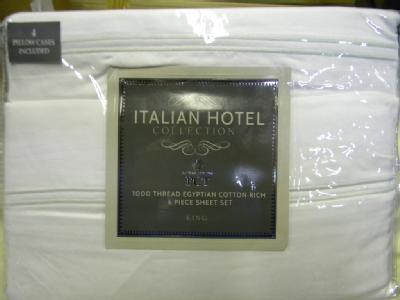 4
PILLOW CASES
INCLUDED
ITALIAN HOTEL
COLLECTION
1000 THREAD EGYPTIAN COTTON RICH
6 PIECE SHEET SET
KING